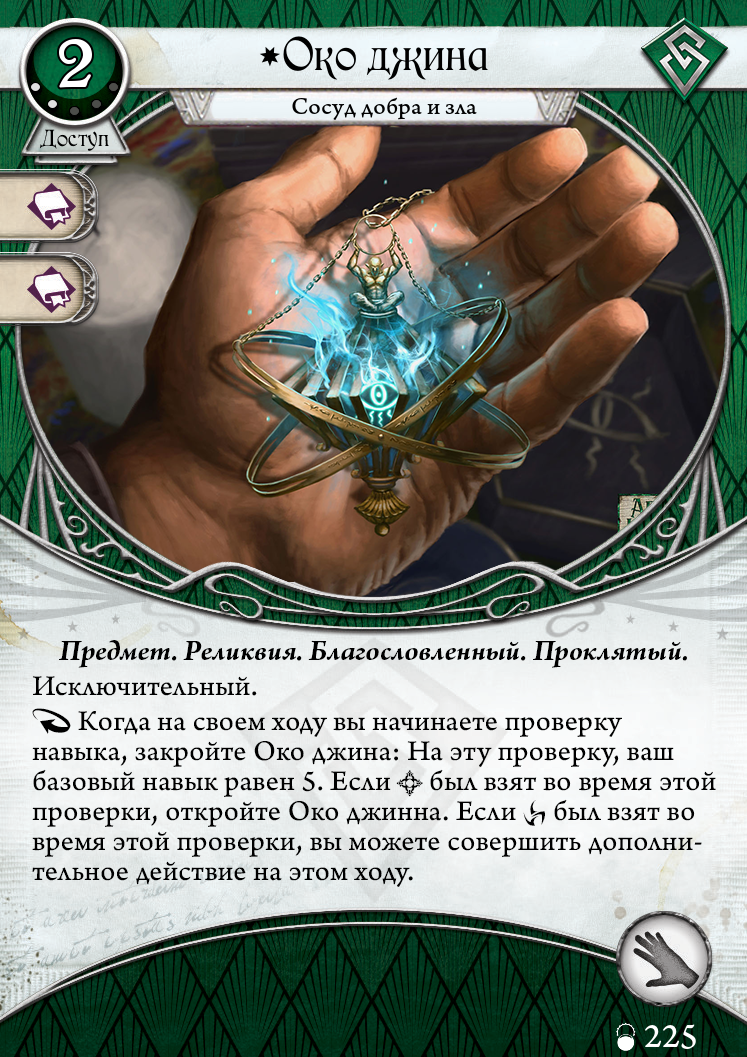 2
Око джина
Сосуд добра и зла
Доступ
Предмет. Реликвия. Благословленный. Проклятый.
Исключительный.
Когда на своем ходу вы начинаете проверку
навыка, закройте Око джина: На эту проверку, ваш
базовый навык равен 5. Если был взят во время этой
проверки, откройте Око джинна. Если был взят во
время этой проверки, вы можете совершить дополни-
тельное действие на этом ходу.
225